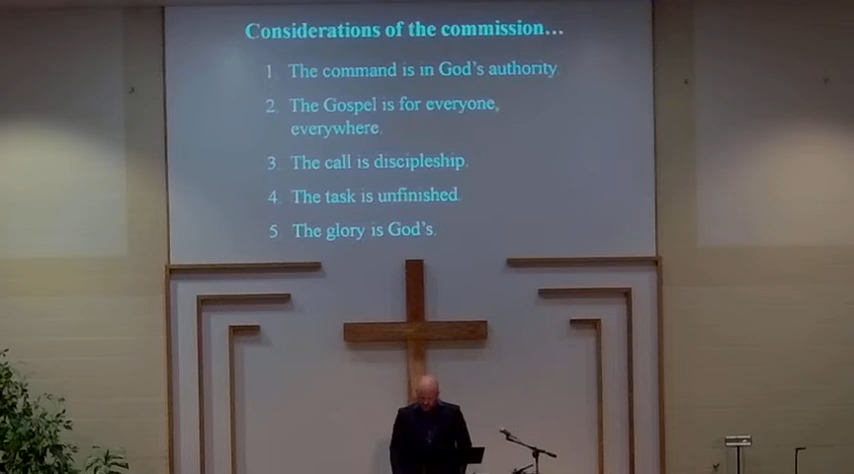 Considerations of the commission...
1. The command is in God's authority.
2. The Gospel is for everyone,
everywhere.
3. The call is discipleship.
4. The task is unfinished.
5. The glory is God's.